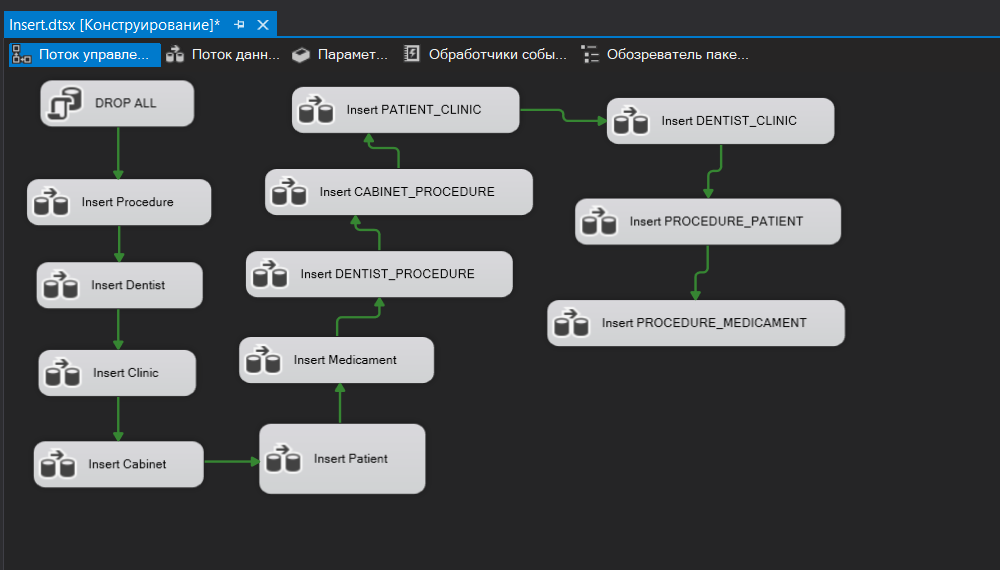 Insert.dtsx [Конструирование]*
Поток управле...
Поток данн...
Парамет...
Обработчики собы...
Обозреватель паке...
DROP ALL
Insert Procedure
Insert Dentist
Insert Clinic
Insert Cabinet
Insert Patient
Insert Medicament
Insert DENTIST_PROCEDURE
Insert CABINET_PROCEDURE
Insert PATIENT_CLINIC
Insert DENTIST_CLINIC
Insert PROCEDURE_PATIENT
Insert PROCEDURE_MEDICAMENT